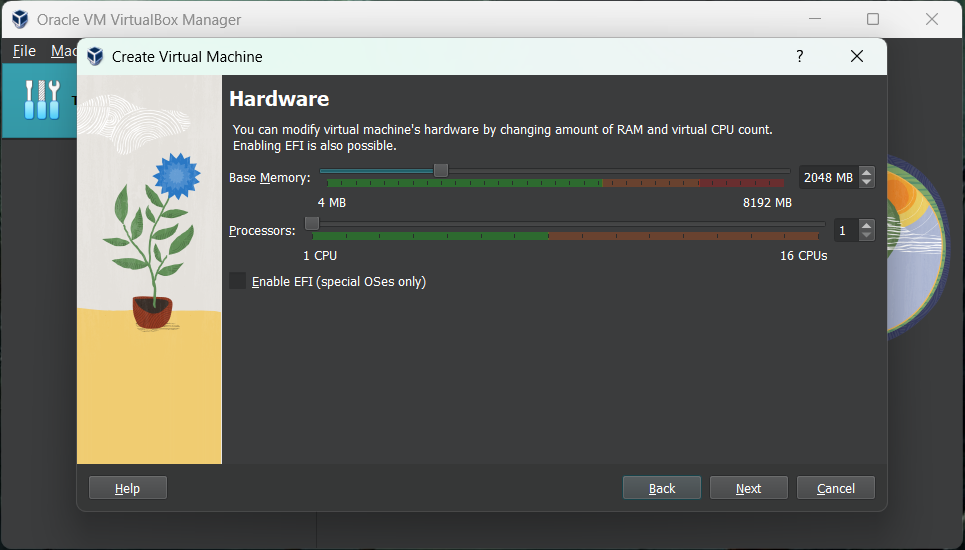 Oracle VM VirtualBox Manager
File
Create Virtual Machine
?
Hardware
You can modify virtual machine's hardware by changing amount of RAM and virtual CPU count.
Enabling EFI is also possible.
Base Memory: 2048 MB
4 MB 8192 MB
Processors: 1
1 CPU 16 CPUs
Enable EFI (special OSes only)
Help Back Next Cancel